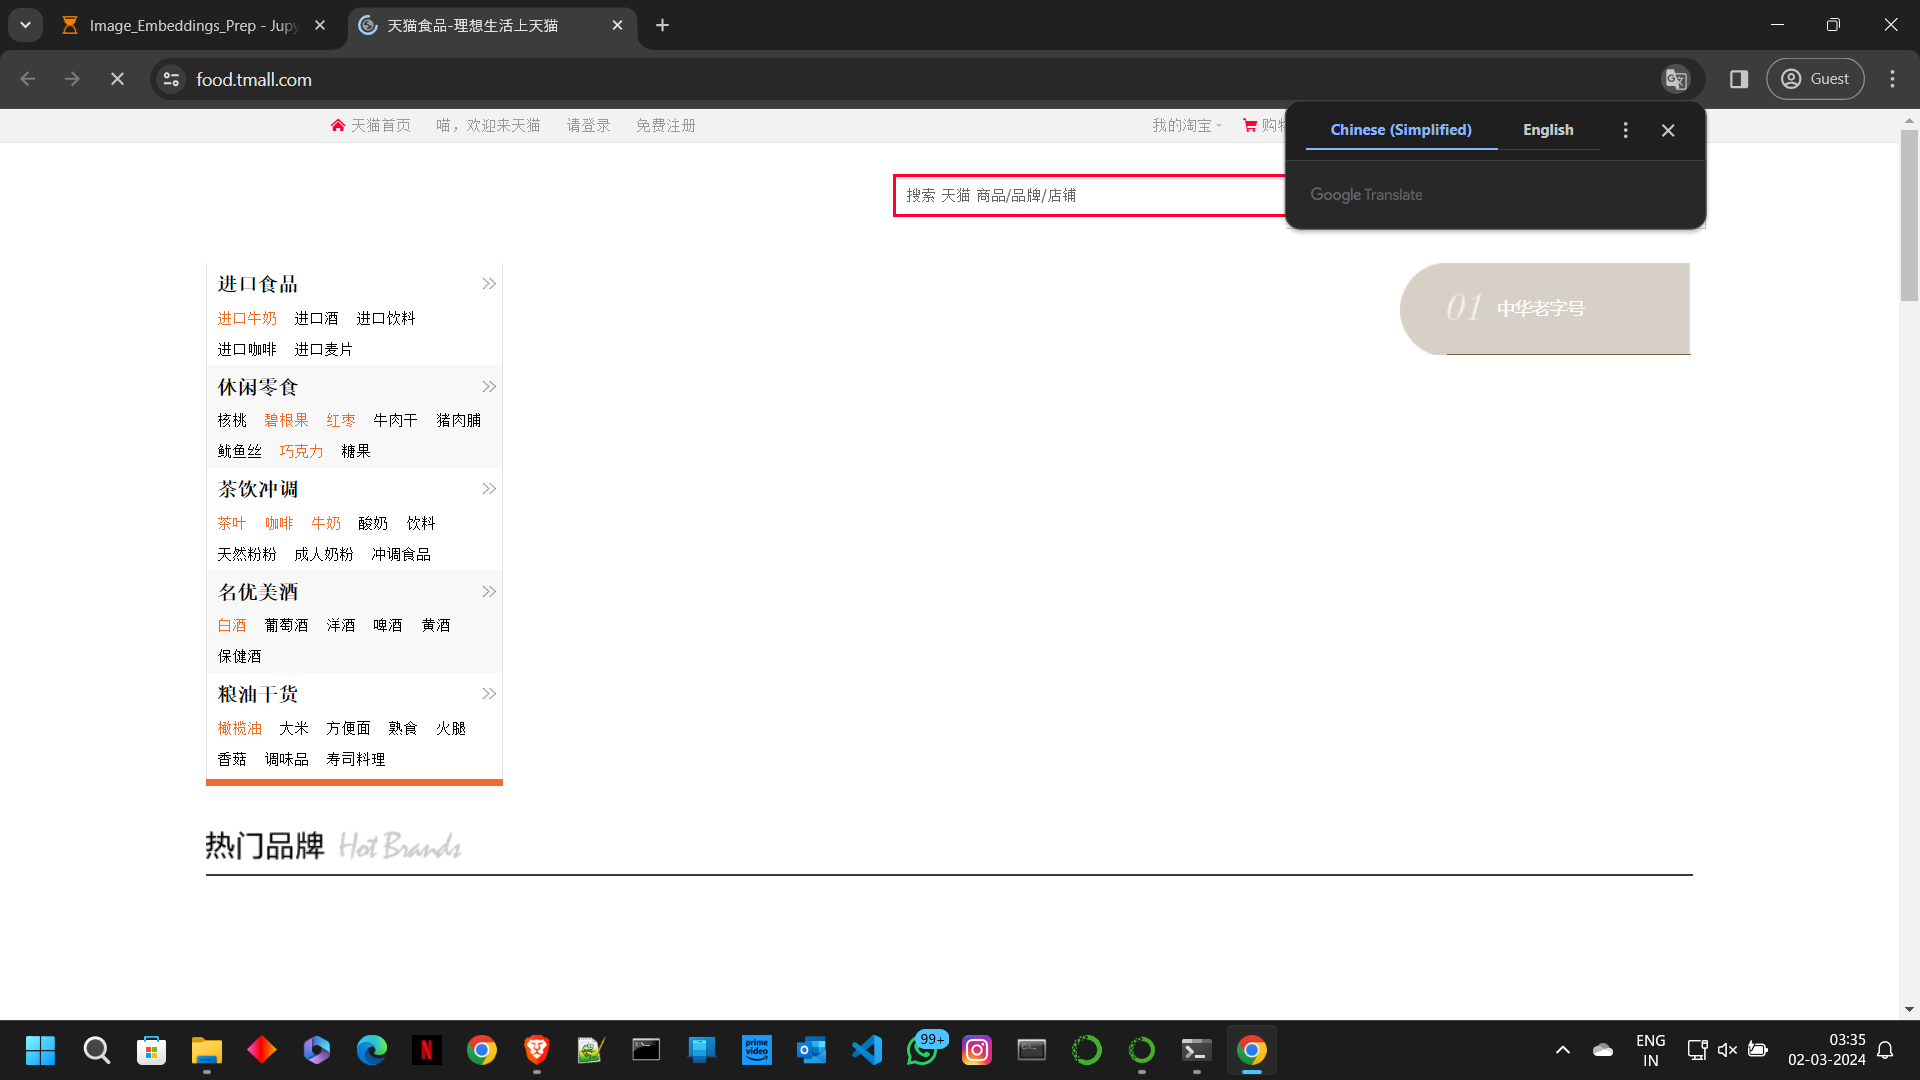 Image_Embeddings_Prep - Jupy
天猫食品-理想生活上天猫
food.tmall.com
Guest
天猫首页 喵，欢迎来天猫 请登录 免费注册 我的淘宝
Chinese (Simplified) English
搜索 天猫 商品/品牌/店铺
Google Translate
进口食品
进口牛奶 进口酒 进口饮料
进口咖啡 进口麦片
01 中华老字号
休闲零食
核桃 碧根果 红枣 牛肉干 猪肉脯
鱿鱼丝 巧克力 糖果
茶饮冲调
茶叶 咖啡 牛奶 酸奶 饮料
天然粉粉 成人奶粉 冲调食品
名优美酒
白酒 葡萄酒 洋酒 啤酒 黄酒
保健酒
粮油干货
橄榄油 大米 方便面 熟食 火腿
香菇 调味品 寿司料理
热门品牌 Hot Brands
prime video
99+
ENG
IN
03:35
02-03-2024